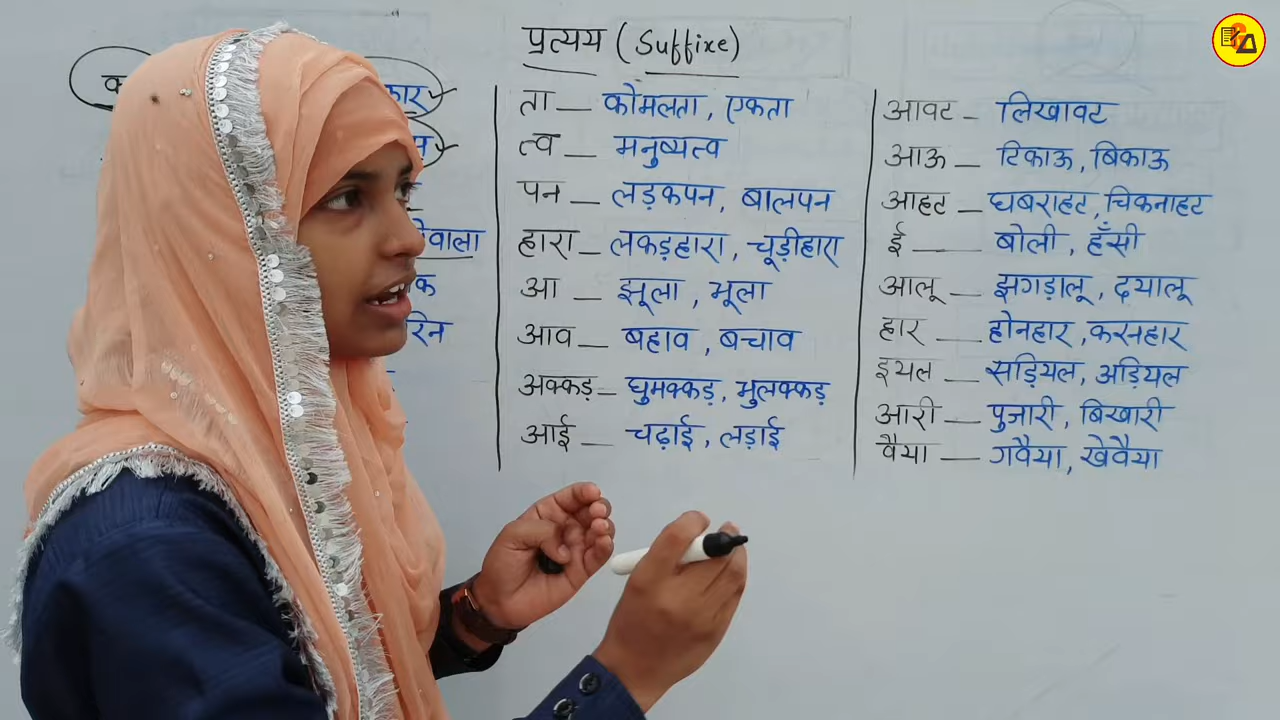 प्रत्यय (Suffixe)
कार
वाला
क
रिन
ता — कोमलता, एकता
त्व — मनुष्यत्व
पन — लड़कपन, बालपन
हारा — लकड़हारा, चूड़ीहारा
आ — झूला, भूला
आव — बहाव, बचाव
अक्कड़ — घुमक्कड़, भुलक्कड़
आई — चढ़ाई, लड़ाई
आवट — लिखावट
आऊ — टिकाऊ, बिकाऊ
आहट — घबराहट, चिकनाहट
ई — बोली, हँसी
आलू — झगड़ालू, दयालू
हार — होनहार, करनहार
इयल — सड़ियल, अड़ियल
आरी — पुजारी, बिखारी
वैया — गवैया, खेवैया